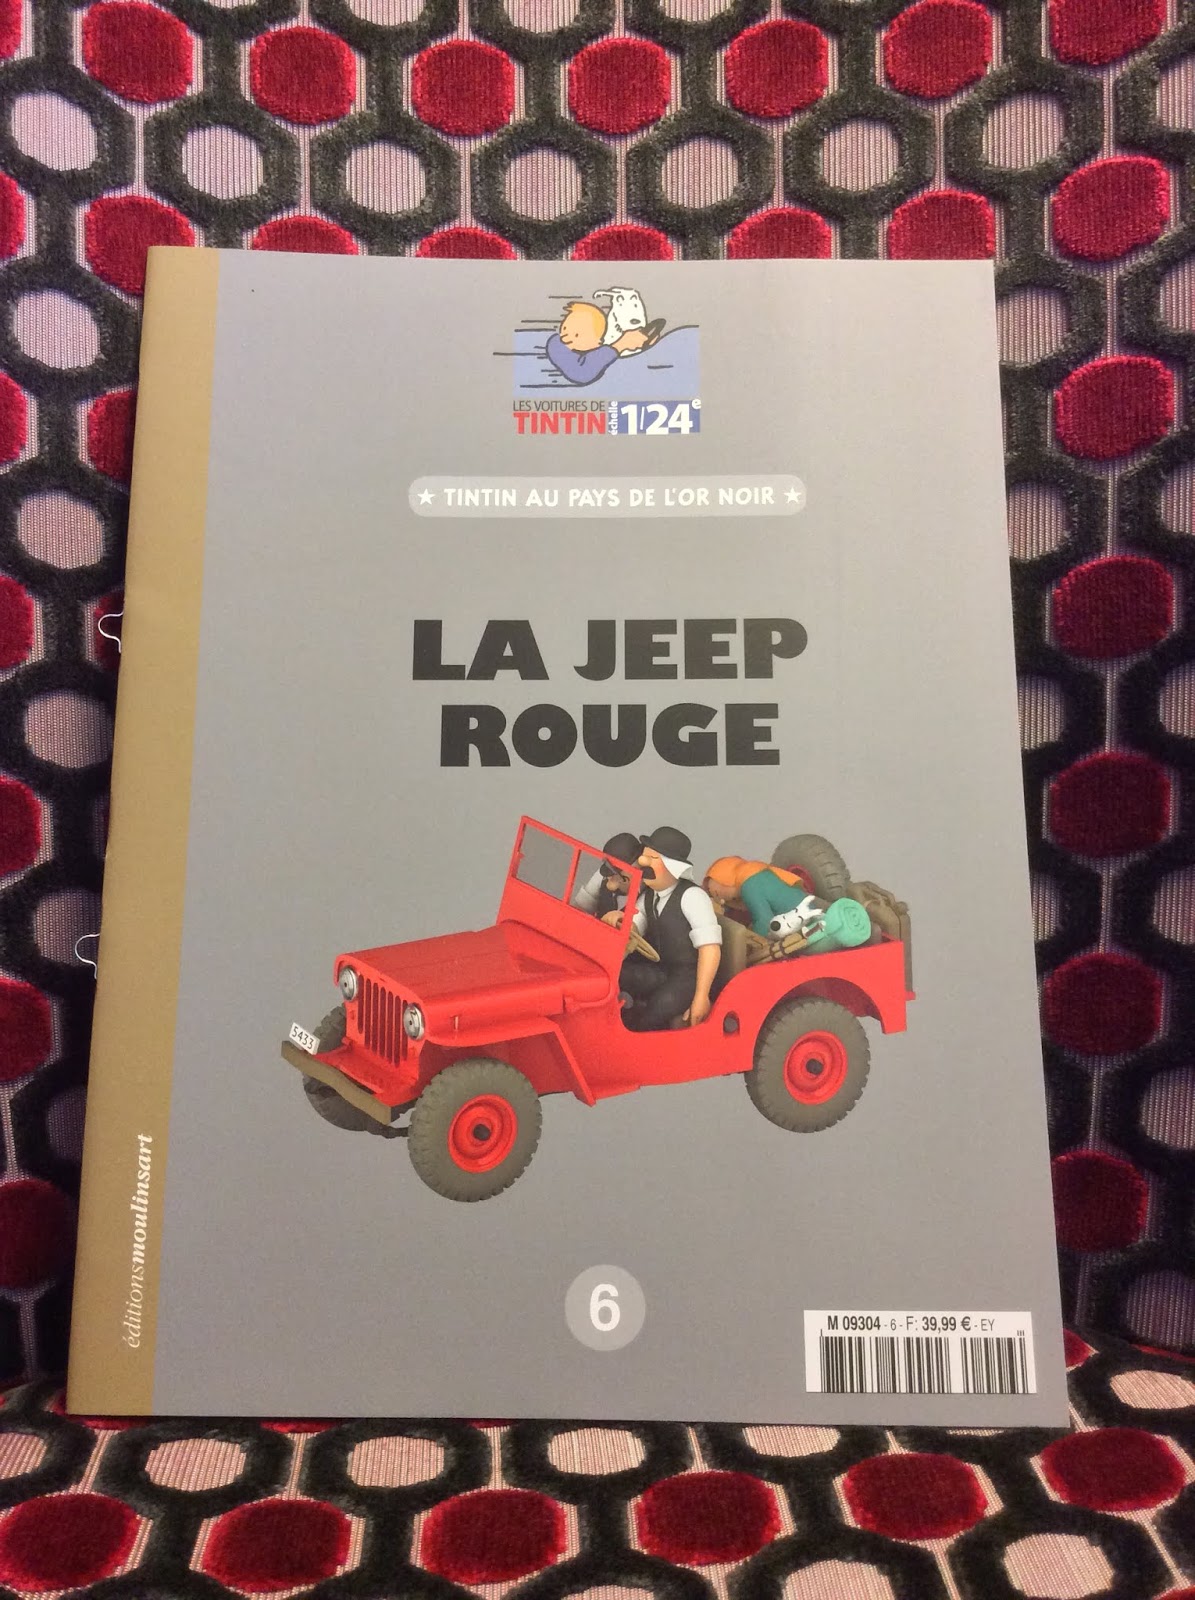 LES VOITURES DE
TINTIN échelle 1/24e
★ TINTIN AU PAYS DE L'OR NOIR ★
LA JEEP
ROUGE
5433
éditionsmoulinsart
6
M 09304 - 6 - F: 39,99 € - EY